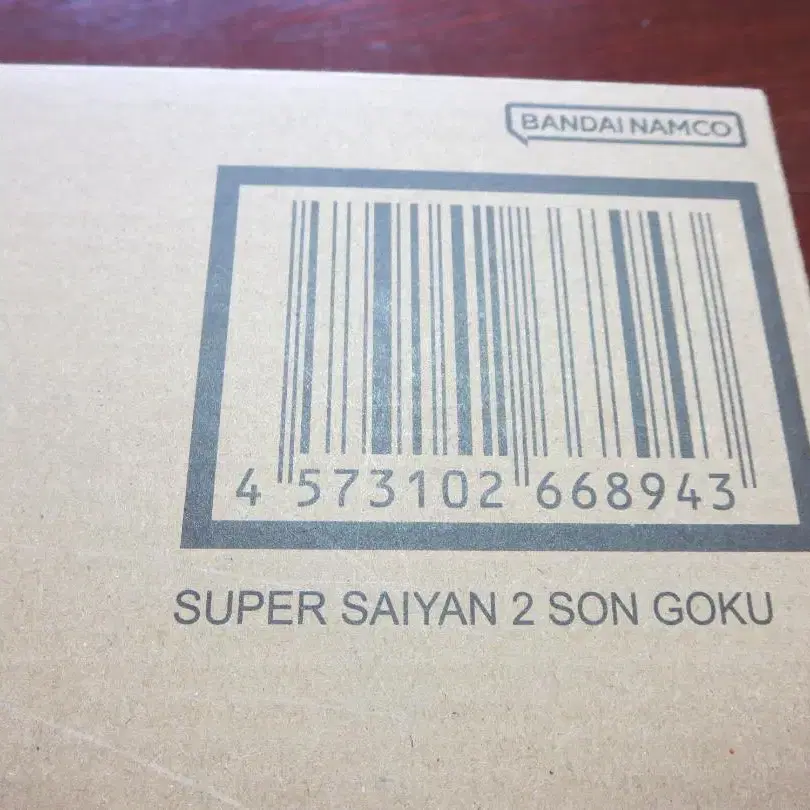 BANDAI NAMCO
4 573102 668943
SUPER SAIYAN 2 SON GOKU